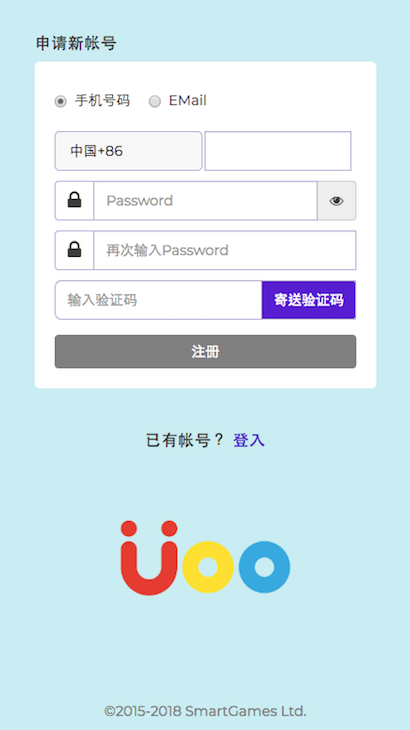 申请新帐号
手机号码 EMail
中国+86
Password
再次输入Password
输入验证码 寄送验证码
注册
已有帐号？ 登入
üoo
©2015-2018 SmartGames Ltd.